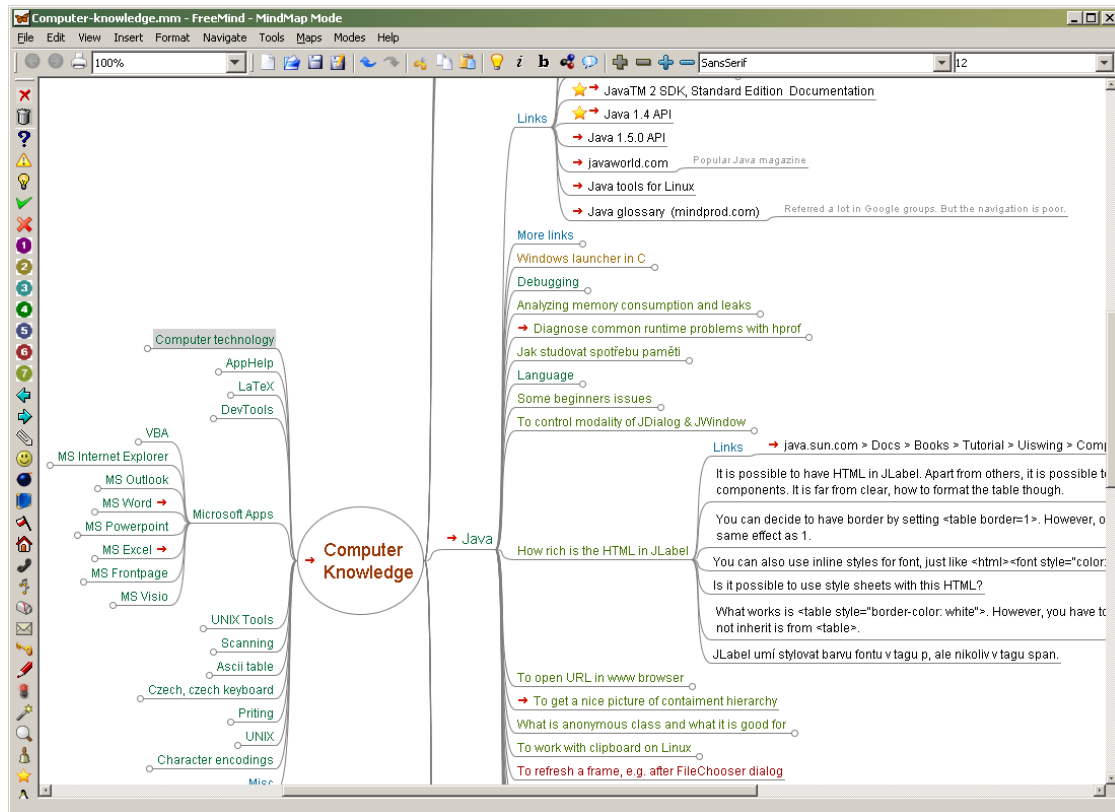 Computer-knowledge.mm - FreeMind - MindMap Mode
File Edit View Insert Format Navigate Tools Maps Modes Help
100%
i b
SansSerif
12
JavaTM 2 SDK, Standard Edition Documentation
Links
Java 1.4 API
Java 1.5.0 API
javaworld.com Popular Java magazine
Java tools for Linux
Java glossary (mindprod.com) Referred a lot in Google groups. But the navigation is poor.
More links
Windows launcher in C
Debugging
Analyzing memory consumption and leaks
Diagnose common runtime problems with hprof
Jak studovat spotřebu paměti
Language
Some beginners issues
To control modality of JDialog & JWindow
Computer technology
AppHelp
LaTeX
DevTools
VBA
MS Internet Explorer
MS Outlook
MS Word
MS Powerpoint
MS Excel
MS Frontpage
MS Visio
Microsoft Apps
Computer
Knowledge
Java
How rich is the HTML in JLabel
Links
java.sun.com > Docs > Books > Tutorial > Uiswing > Comp
It is possible to have HTML in JLabel. Apart from others, it is possible to
components. It is far from clear, how to format the table though.
You can decide to have border by setting <table border=1>. However, o
same effect as 1.
You can also use inline styles for font, just like <html><font style="color:
Is it possible to use style sheets with this HTML?
What works is <table style="border-color: white">. However, you have to
not inherit is from <table>.
JLabel umí stylovat barvu fontu v tagu p, ale nikoliv v tagu span.
UNIX Tools
Scanning
Ascii table
Czech, czech keyboard
Priting
UNIX
Character encodings
Misc
To open URL in www browser
To get a nice picture of contaiment hierarchy
What is anonymous class and what it is good for
To work with clipboard on Linux
To refresh a frame, e.g. after FileChooser dialog
1
2
3
4
5
6
7